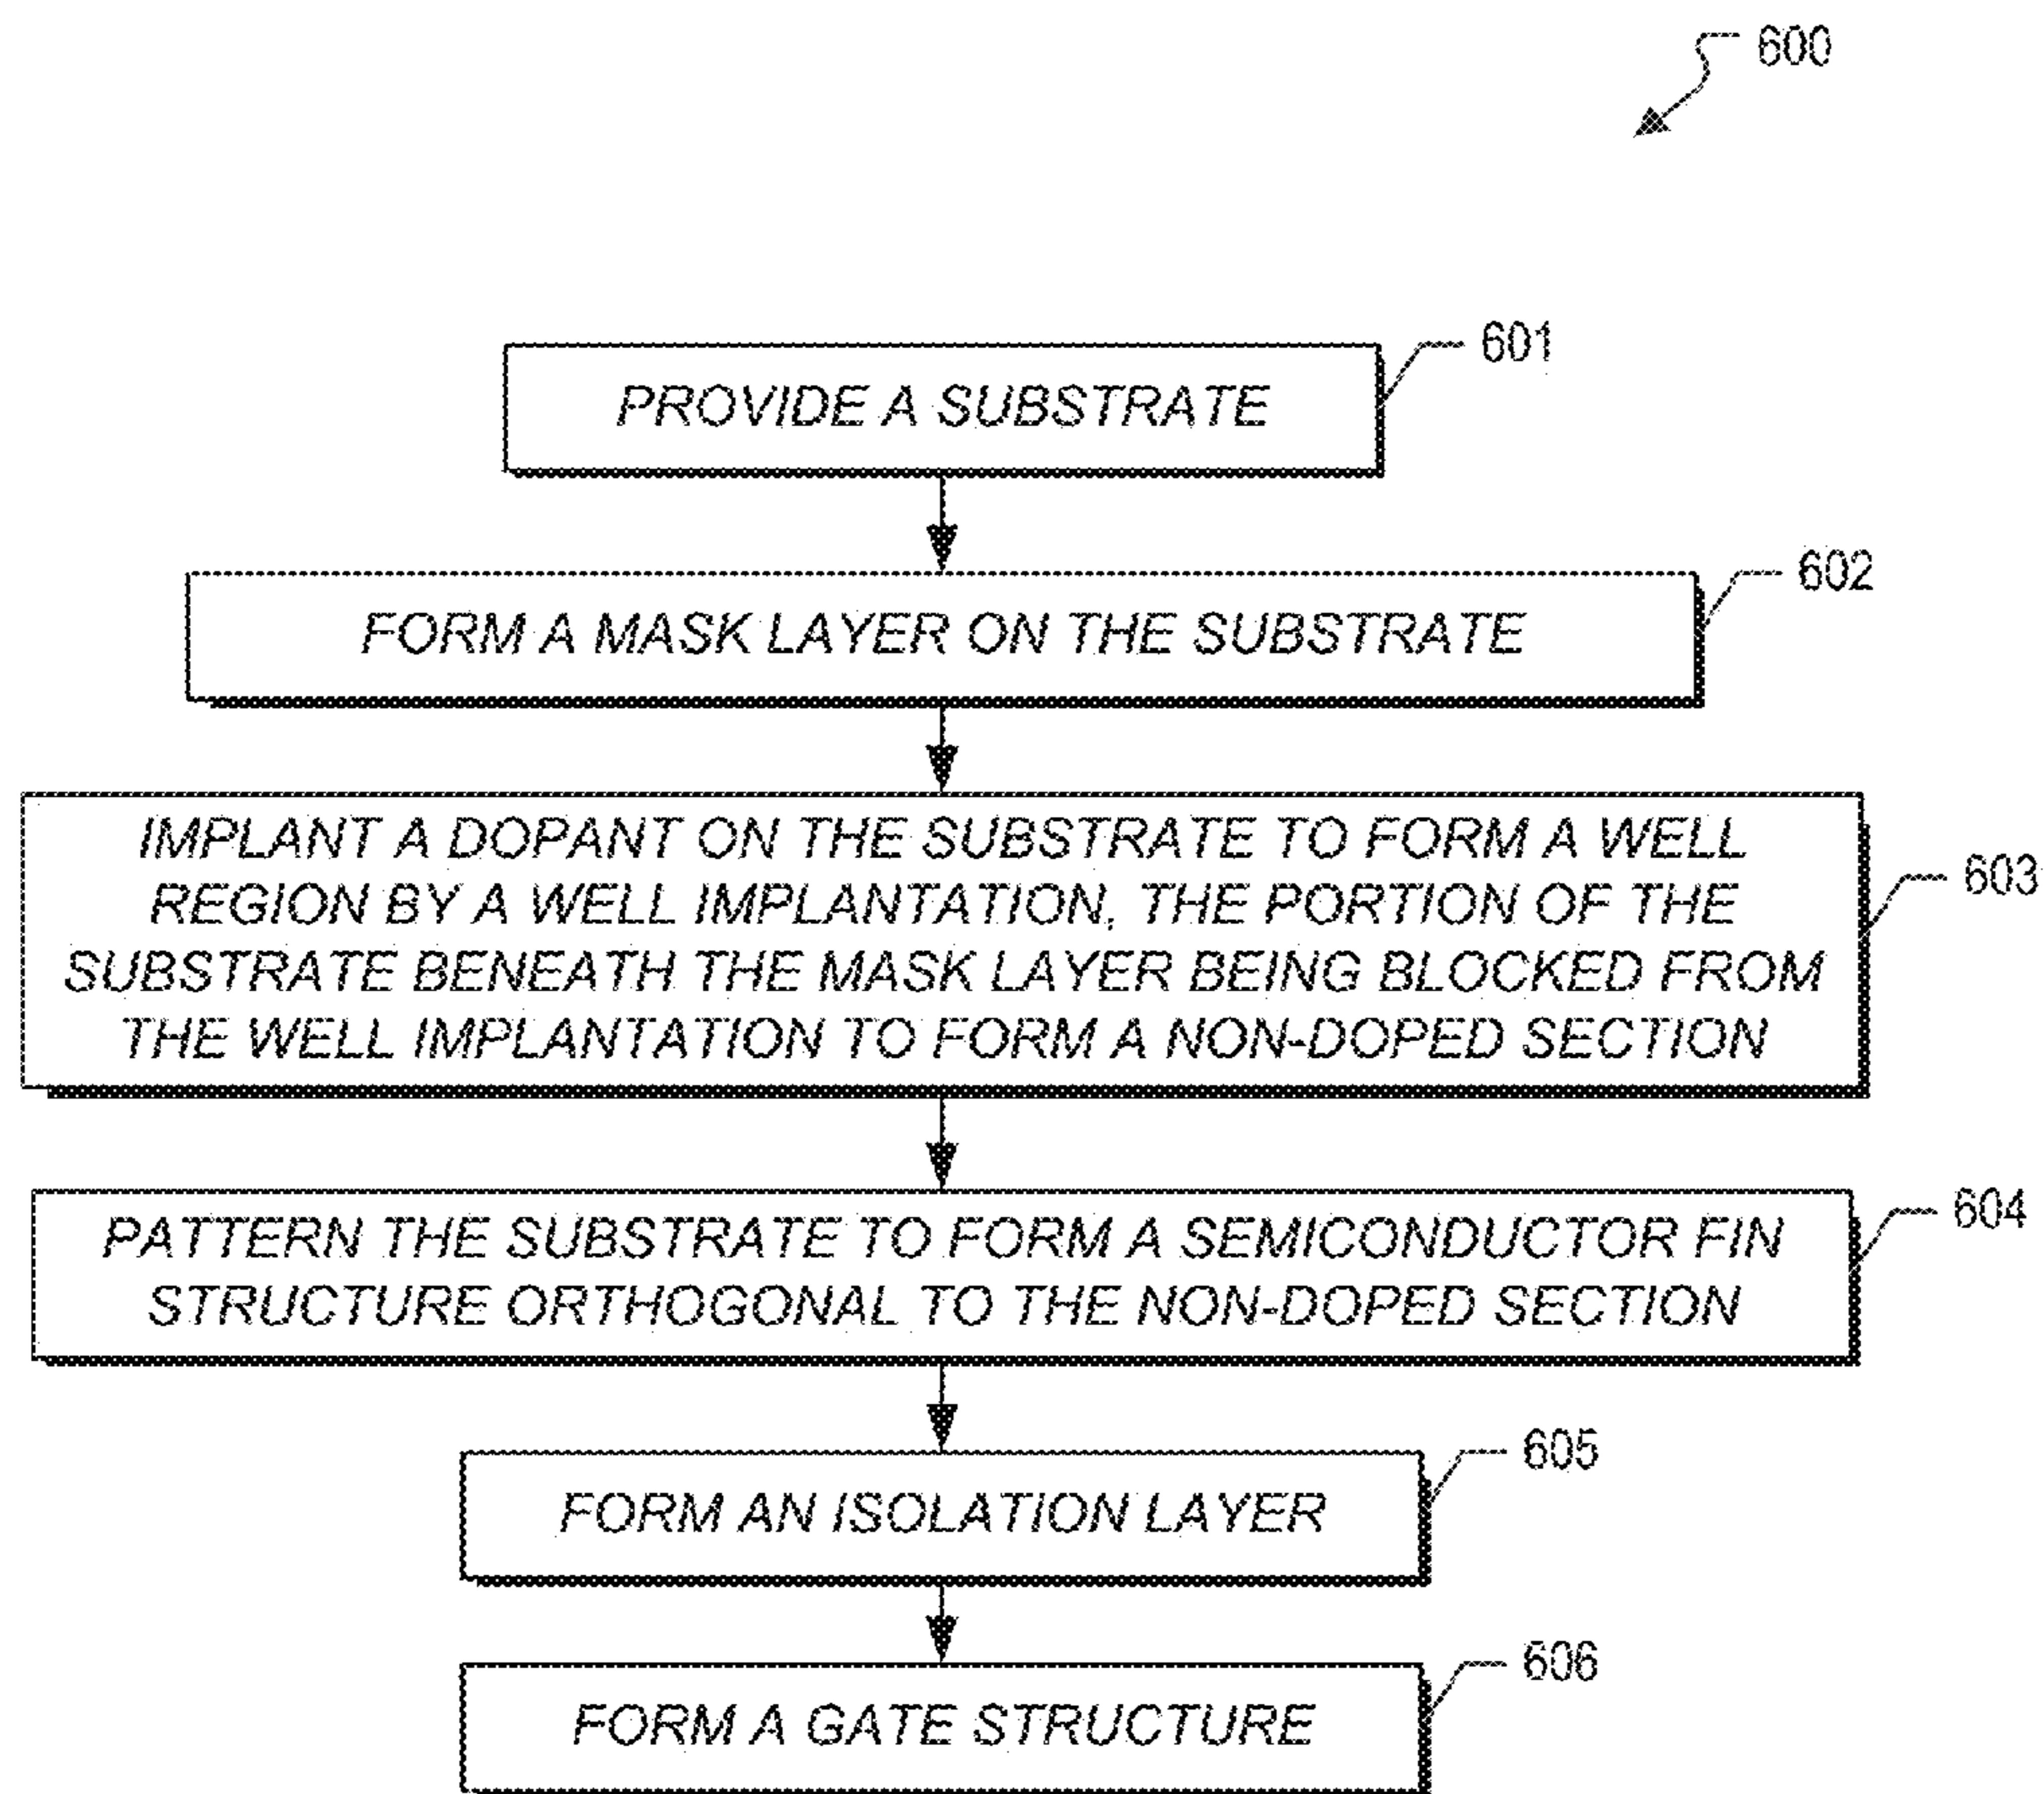 600
601
PROVIDE A SUBSTRATE
602
FORM A MASK LAYER ON THE SUBSTRATE
IMPLANT A DOPANT ON THE SUBSTRATE TO FORM A WELL
REGION BY A WELL IMPLANTATION, THE PORTION OF THE
603
SUBSTRATE BENEATH THE MASK LAYER BEING BLOCKED FROM
THE WELL IMPLANTATION TO FORM A NON-DOPED SECTION
604
PATTERN THE SUBSTRATE TO FORM A SEMICONDUCTOR FIN
STRUCTURE ORTHOGONAL TO THE NON-DOPED SECTION
605
FORM AN ISOLATION LAYER
606
FORM A GATE STRUCTURE